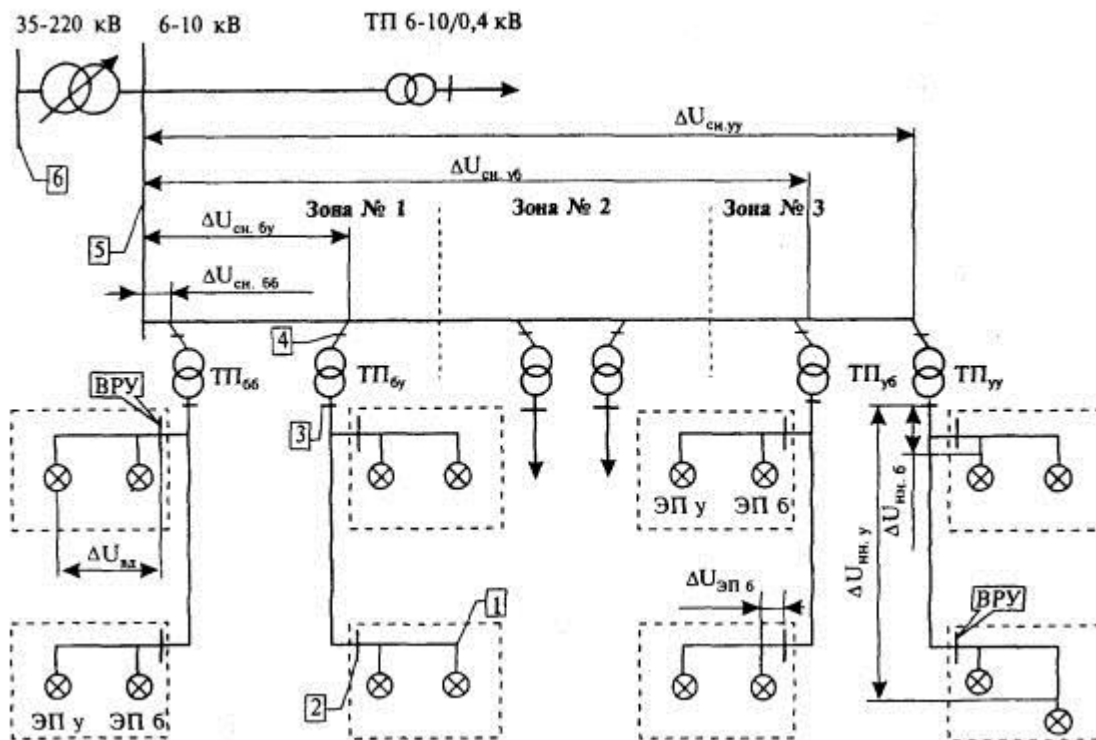 35-220 кВ 6-10 кВ ТП 6-10/0,4 кВ
ΔUсн.уу
6
ΔUсн. уб
Зона № 1 Зона № 2 Зона № 3
5
ΔUсн. бу
ΔUсн. бб
4
ТПбб ТПбу ТПуб ТПуу
ВРУ
3
ЭП у ЭП б
ΔUнн. б
ΔUнн. у
ΔUвд
ΔUЭП б
1
ВРУ
2
ЭП у ЭП б